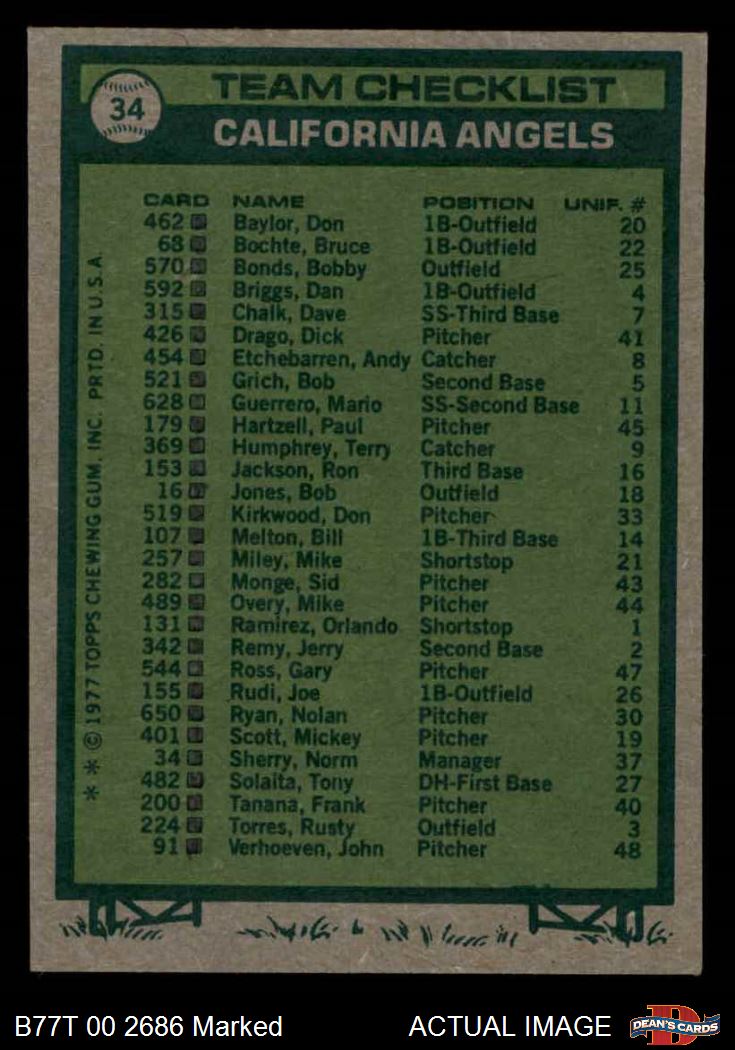 34
TEAM CHECKLIST
CALIFORNIA ANGELS
CARD NAME POSITION UNIF. #
462 Baylor, Don 1B-Outfield 20
68 Bochte, Bruce 1B-Outfield 22
570 Bonds, Bobby Outfield 25
592 Briggs, Dan 1B-Outfield 4
315 Chalk, Dave SS-Third Base 7
426 Drago, Dick Pitcher 41
454 Etchebarren, Andy Catcher 8
521 Grich, Bob Second Base 5
628 Guerrero, Mario SS-Second Base 11
179 Hartzell, Paul Pitcher 45
369 Humphrey, Terry Catcher 9
153 Jackson, Ron Third Base 16
16 Jones, Bob Outfield 18
519 Kirkwood, Don Pitcher 33
107 Melton, Bill 1B-Third Base 14
257 Miley, Mike Shortstop 21
282 Monge, Sid Pitcher 43
489 Overy, Mike Pitcher 44
131 Ramirez, Orlando Shortstop 1
342 Remy, Jerry Second Base 2
544 Ross, Gary Pitcher 47
155 Rudi, Joe 1B-Outfield 26
650 Ryan, Nolan Pitcher 30
401 Scott, Mickey Pitcher 19
34 Sherry, Norm Manager 37
482 Solaita, Tony DH-First Base 27
200 Tanana, Frank Pitcher 40
224 Torres, Rusty Outfield 3
91 Verhoeven, John Pitcher 48
* * © 1977 TOPPS CHEWING GUM, INC. PRTD. IN U.S.A.
B77T 00 2686 Marked ACTUAL IMAGE
D
DEAN'S CARDS